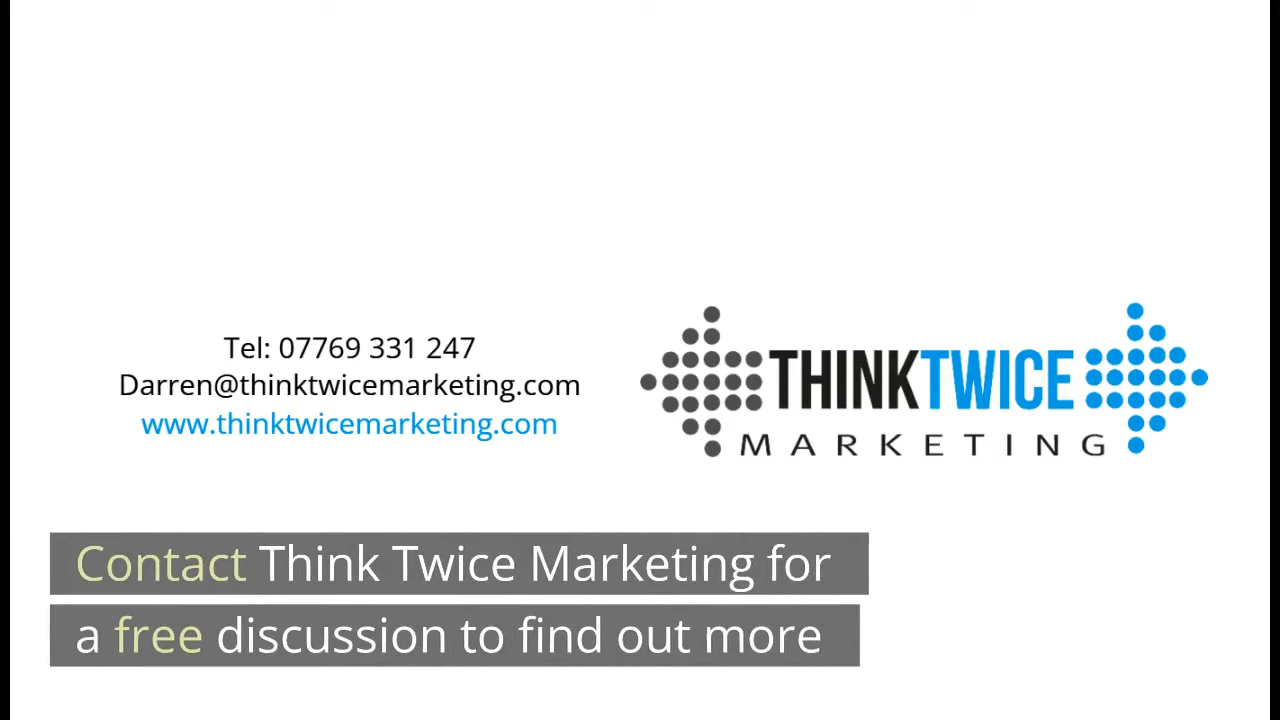 Tel: 07769 331 247
Darren@thinktwicemarketing.com
www.thinktwicemarketing.com
THINKTWICE
MARKETING
Contact Think Twice Marketing for
a free discussion to find out more